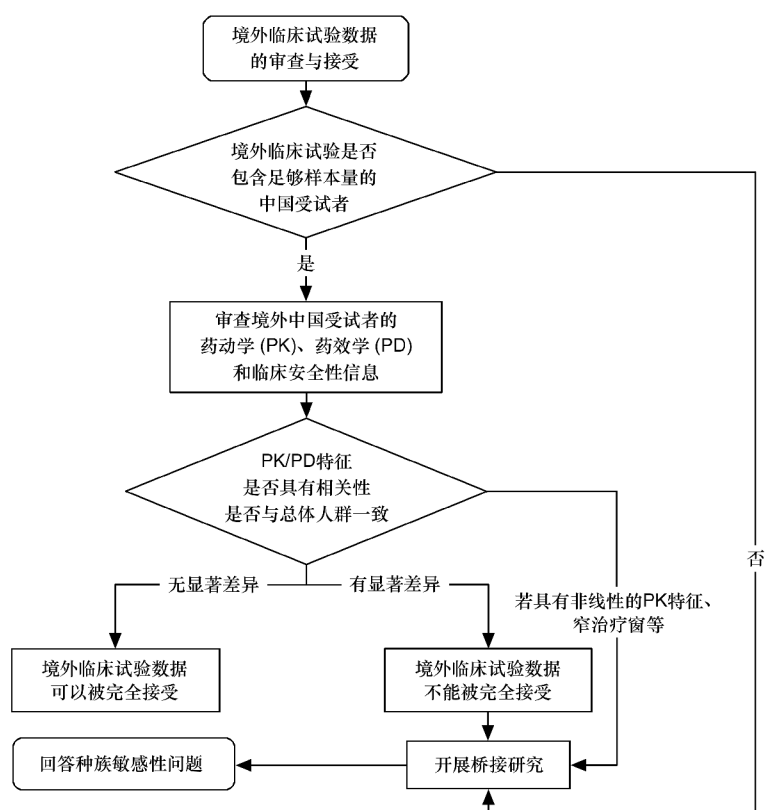 境外临床试验数据
的审查与接受
境外临床试验是否
包含足够样本量的
中国受试者
是
审查境外中国受试者的
药动学 (PK)、药效学 (PD)
和临床安全性信息
PK/PD特征
是否具有相关性
是否与总体人群一致
否
无显著差异
有显著差异
若具有非线性的PK特征、
窄治疗窗等
境外临床试验数据
可以被完全接受
境外临床试验数据
不能被完全接受
回答种族敏感性问题
开展桥接研究